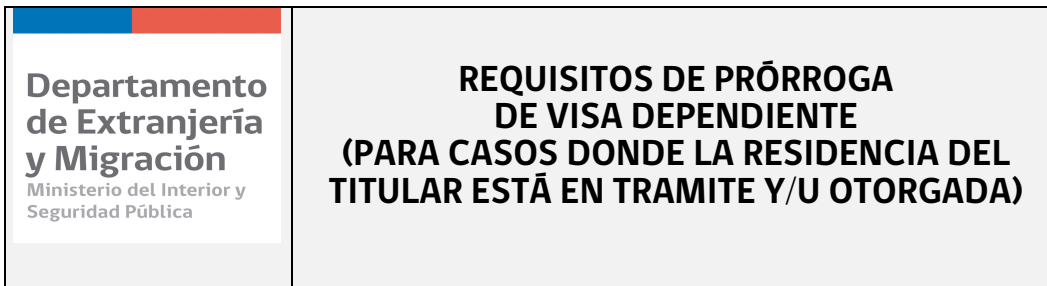 Departamento
de Extranjería
y Migración
Ministerio del Interior y
Seguridad Pública
REQUISITOS DE PRÓRROGA
DE VISA DEPENDIENTE
(PARA CASOS DONDE LA RESIDENCIA DEL
TITULAR ESTÁ EN TRAMITE Y/U OTORGADA)